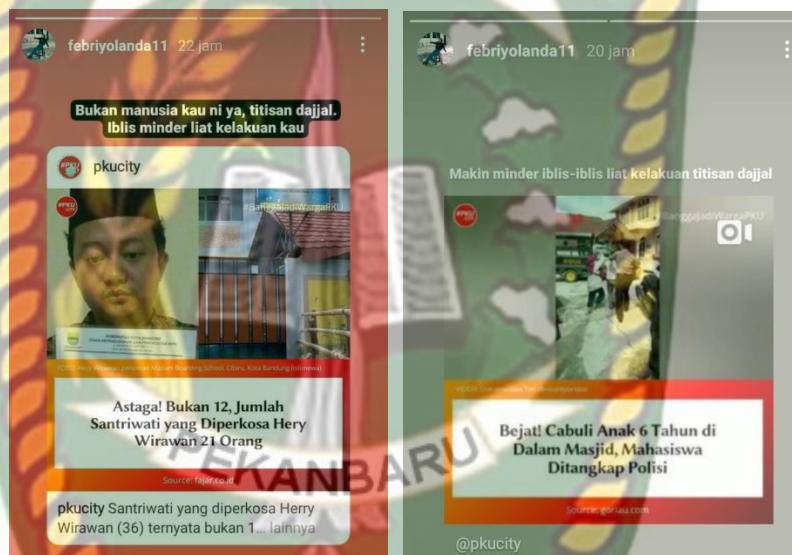 febriyolanda11 22 jam
Bukan manusia kau ni ya, titisan dajjal.
Iblis minder liat kelakuan kau
pkucity
#BanggaJadiWargaPKU
Astaga! Bukan 12, Jumlah
Santriwati yang Diperkosa Hery
Wirawan 21 Orang
Source: fajar.co.id
pkucity Santriwati yang diperkosa Herry
Wirawan (36) ternyata bukan 1... lainnya
febriyolanda11 20 jam
Makin minder iblis-iblis liat kelakuan titisan dajjal
#BanggaJadiWargaPKU
Bejat! Cabuli Anak 6 Tahun di
Dalam Masjid, Mahasiswa
Ditangkap Polisi
Source: goriau.com
@pkucity
PEKANBARU